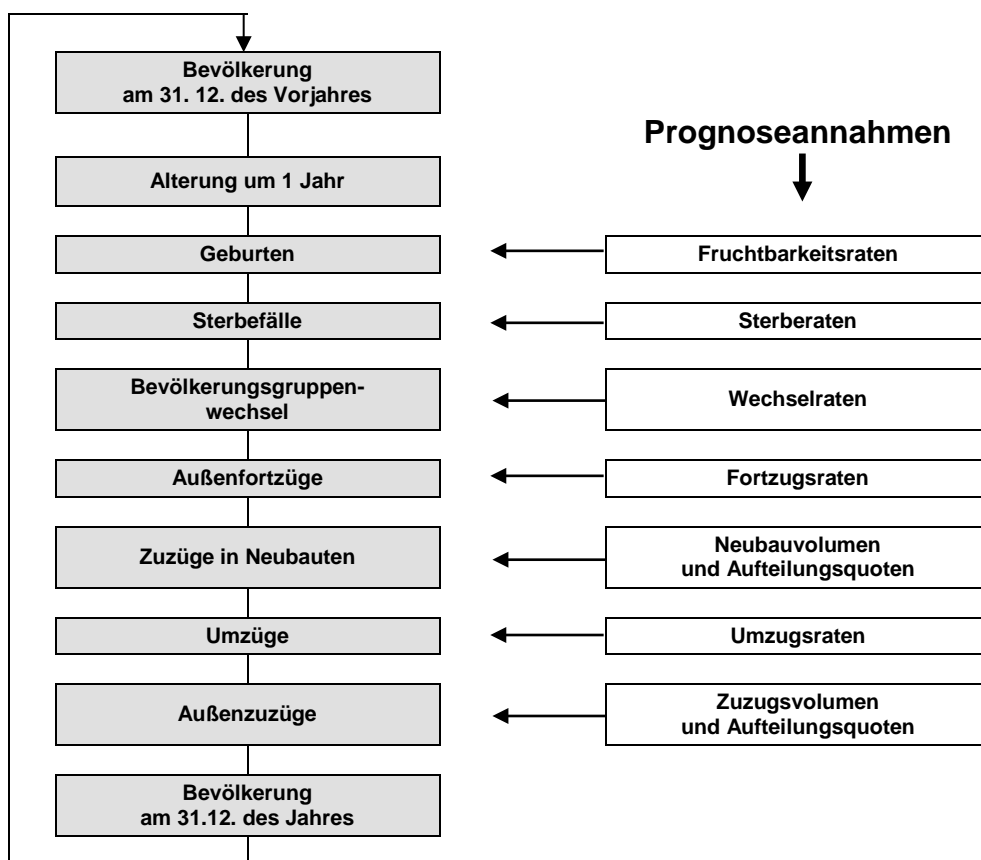 Bevölkerung
am 31. 12. des Vorjahres
Prognoseannahmen
Alterung um 1 Jahr
Geburten
Fruchtbarkeitsraten
Sterbefälle
Sterberaten
Bevölkerungsgruppen-
wechsel
Wechselraten
Außenfortzüge
Fortzugsraten
Zuzüge in Neubauten
Neubauvolumen
und Aufteilungsquoten
Umzüge
Umzugsraten
Außenzuzüge
Zuzugsvolumen
und Aufteilungsquoten
Bevölkerung
am 31.12. des Jahres